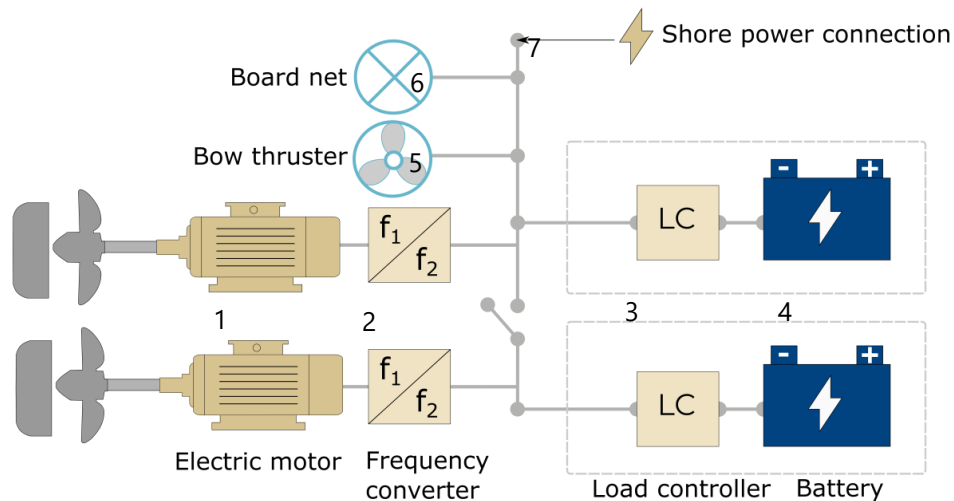 7
Shore power connection
Board net
6
Bow thruster
5
f1
f2
LC
- +
1
2
3
4
f1
f2
LC
- +
Electric motor
Frequency
converter
Load controller
Battery